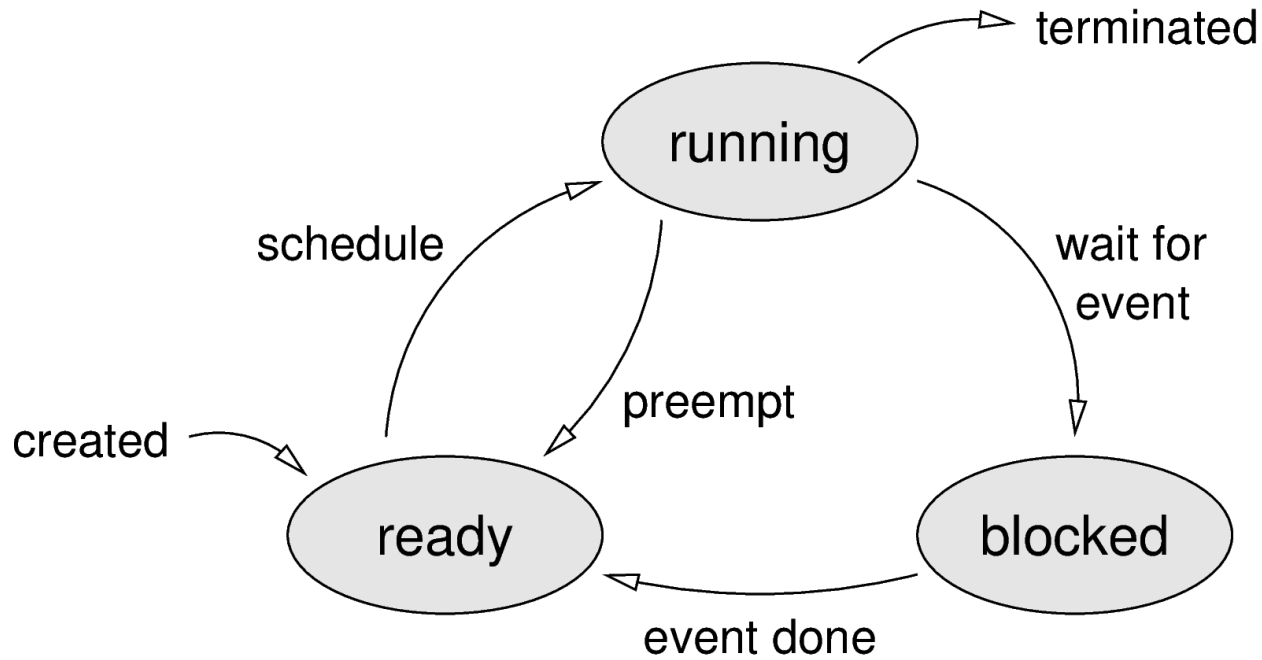 terminated
running
schedule
wait for
event
preempt
created
ready
blocked
event done